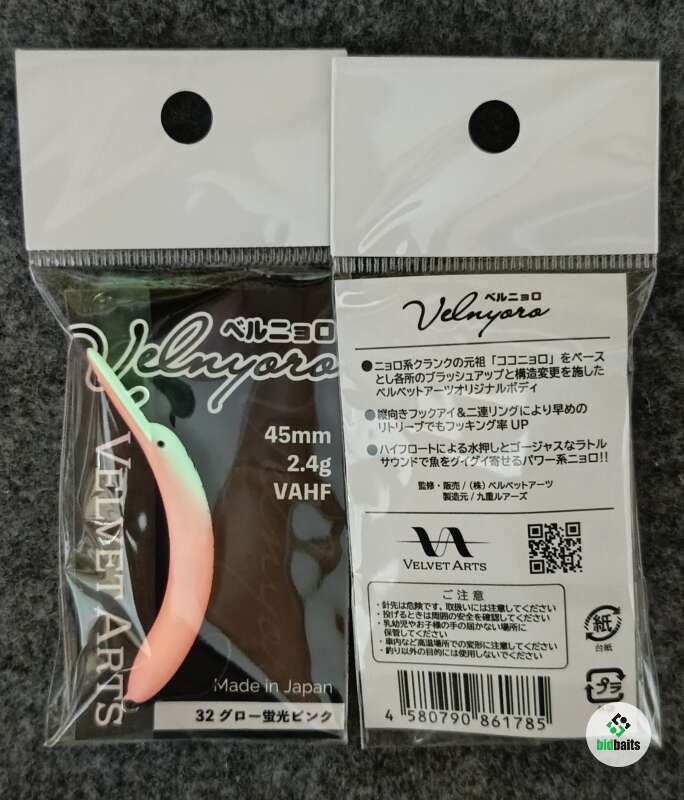 ベルニョロ
Velnyoro
45mm
2.4g
VAHF
VELVET ARTS
Made in Japan
32 グロー蛍光ピンク
ベルニョロ
Velnyoro
●ニョロ系クランクの元祖「ココニョロ」をベース
とし各所のブラッシュアップと構造変更を施した
ベルベットアーツオリジナルボディ
●縦向きフックアイ&二連リングにより早めの
リトリーブでもフッキング率 UP
●ハイフロートによる水押しとゴージャスなラトル
サウンドで魚をグイグイ寄せるパワー系ニョロ!!
監修・販売 / (株) ベルベットアーツ
製造元 / 九重ルアーズ
VELVET ARTS
ご 注 意
・針先は危険です、取扱いには注意してください
・投げるときは周囲の安全を確認してください
・乳幼児やお子様の手の届かない場所に
保管してください
・車内など高温場所での変形に注意してください
・釣り以外の目的には使用しないでください
紙
台紙
プラ
4 580790 861785
bidbaits